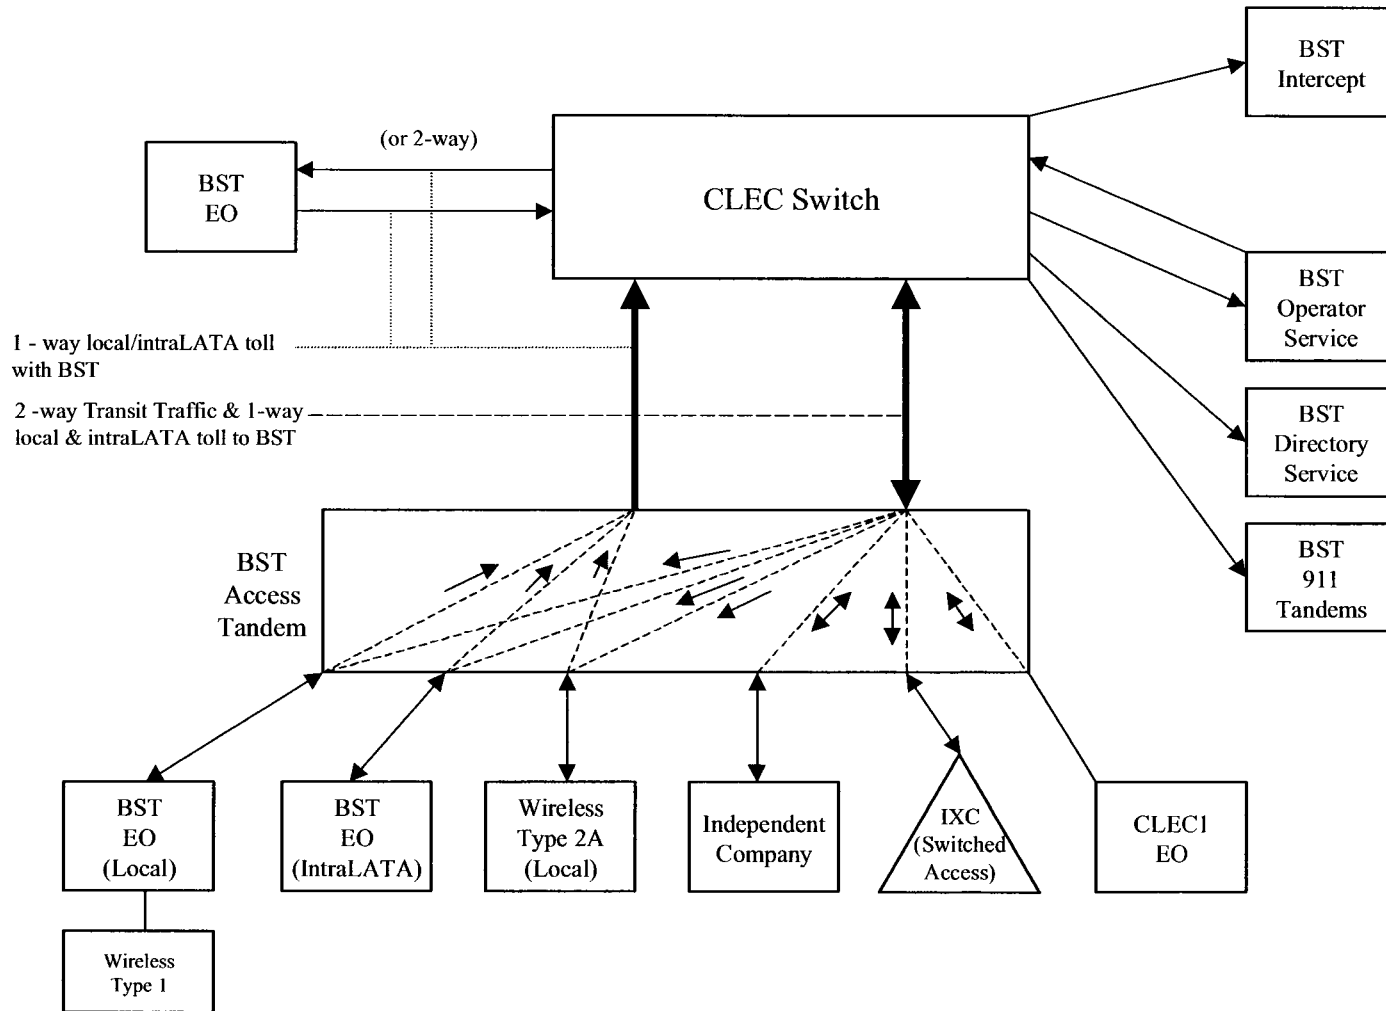 BST
Intercept
(or 2-way)
BST
EO
CLEC Switch
BST
Operator
Service
1 - way local/intraLATA toll
with BST
2 -way Transit Traffic & 1-way
local & intraLATA toll to BST
BST
Directory
Service
BST
911
Tandems
BST
Access
Tandem
BST
EO
(Local)
BST
EO
(IntraLATA)
Wireless
Type 2A
(Local)
Independent
Company
IXC
(Switched
Access)
CLEC1
EO
Wireless
Type 1